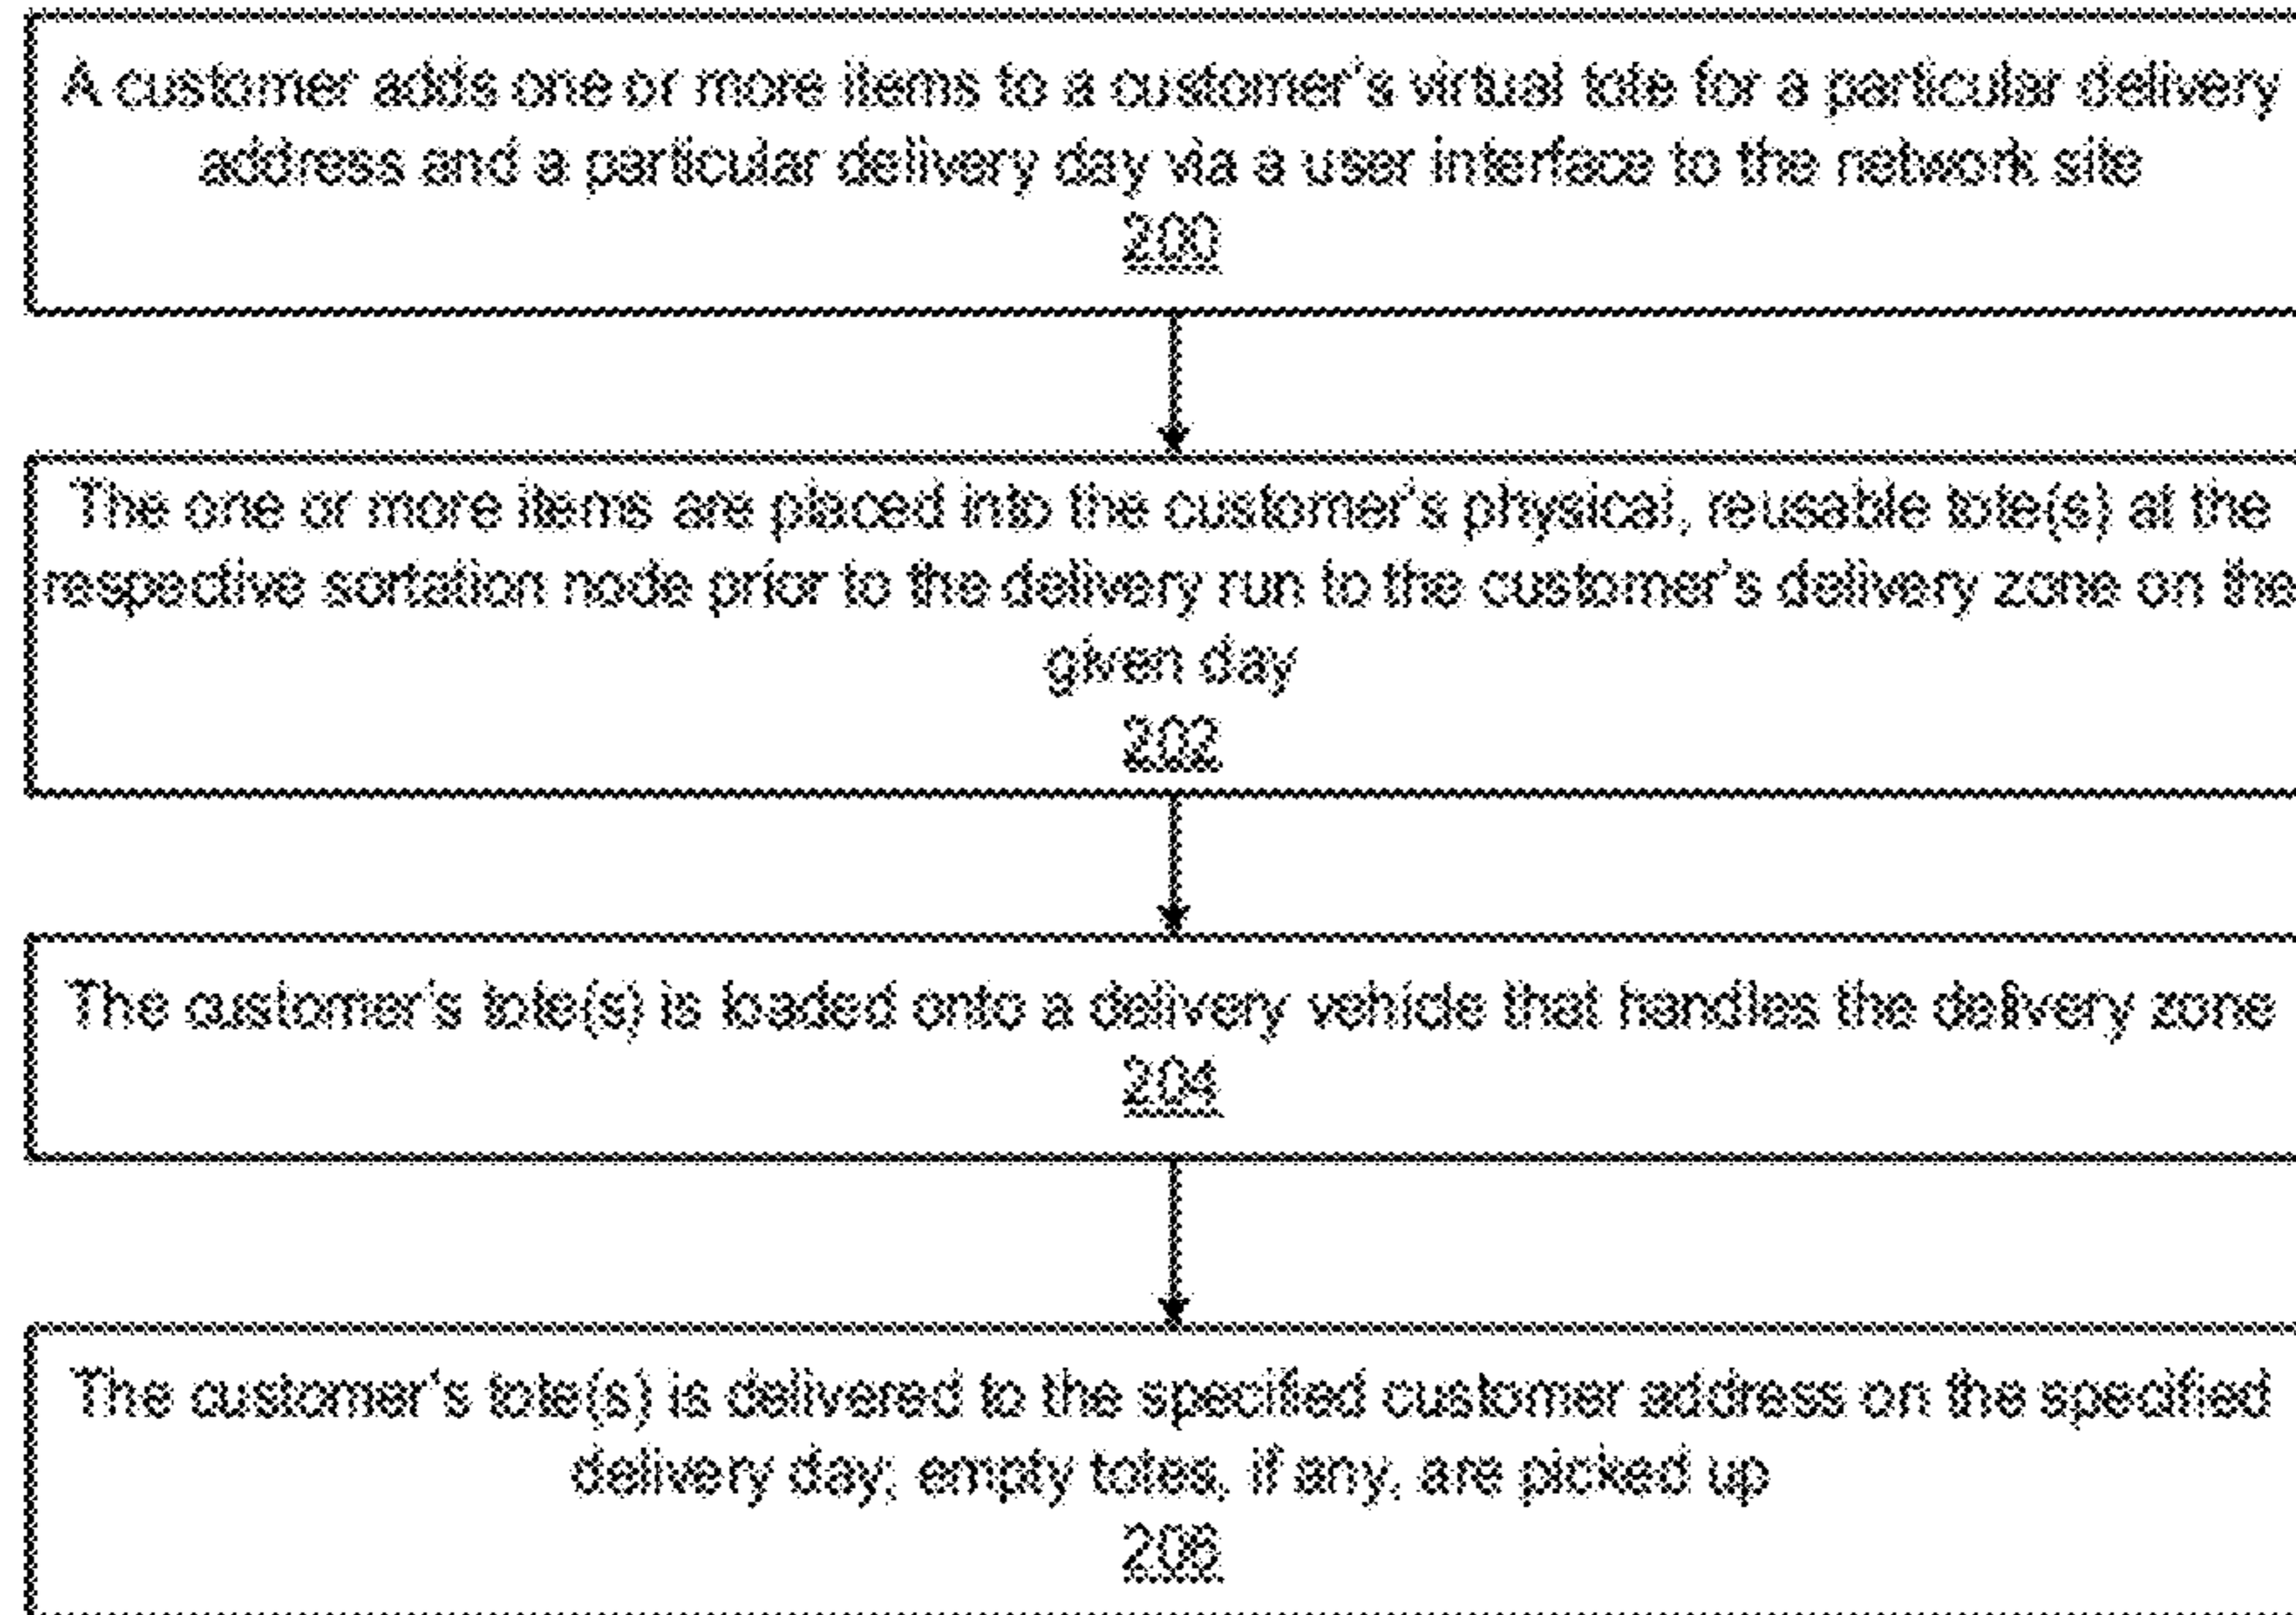 A customer adds one or more items to a customer's virtual tote for a particular delivery
address and a particular delivery day via a user interface to the network site
200
The one or more items are placed into the customer's physical, reusable tote(s) at the
respective sortation node prior to the delivery run to the customer's delivery zone on the
given day
202
The customer's tote(s) is loaded onto a delivery vehicle that handles the delivery zone
204
The customer's tote(s) is delivered to the specified customer address on the specified
delivery day; empty totes, if any, are picked up
206